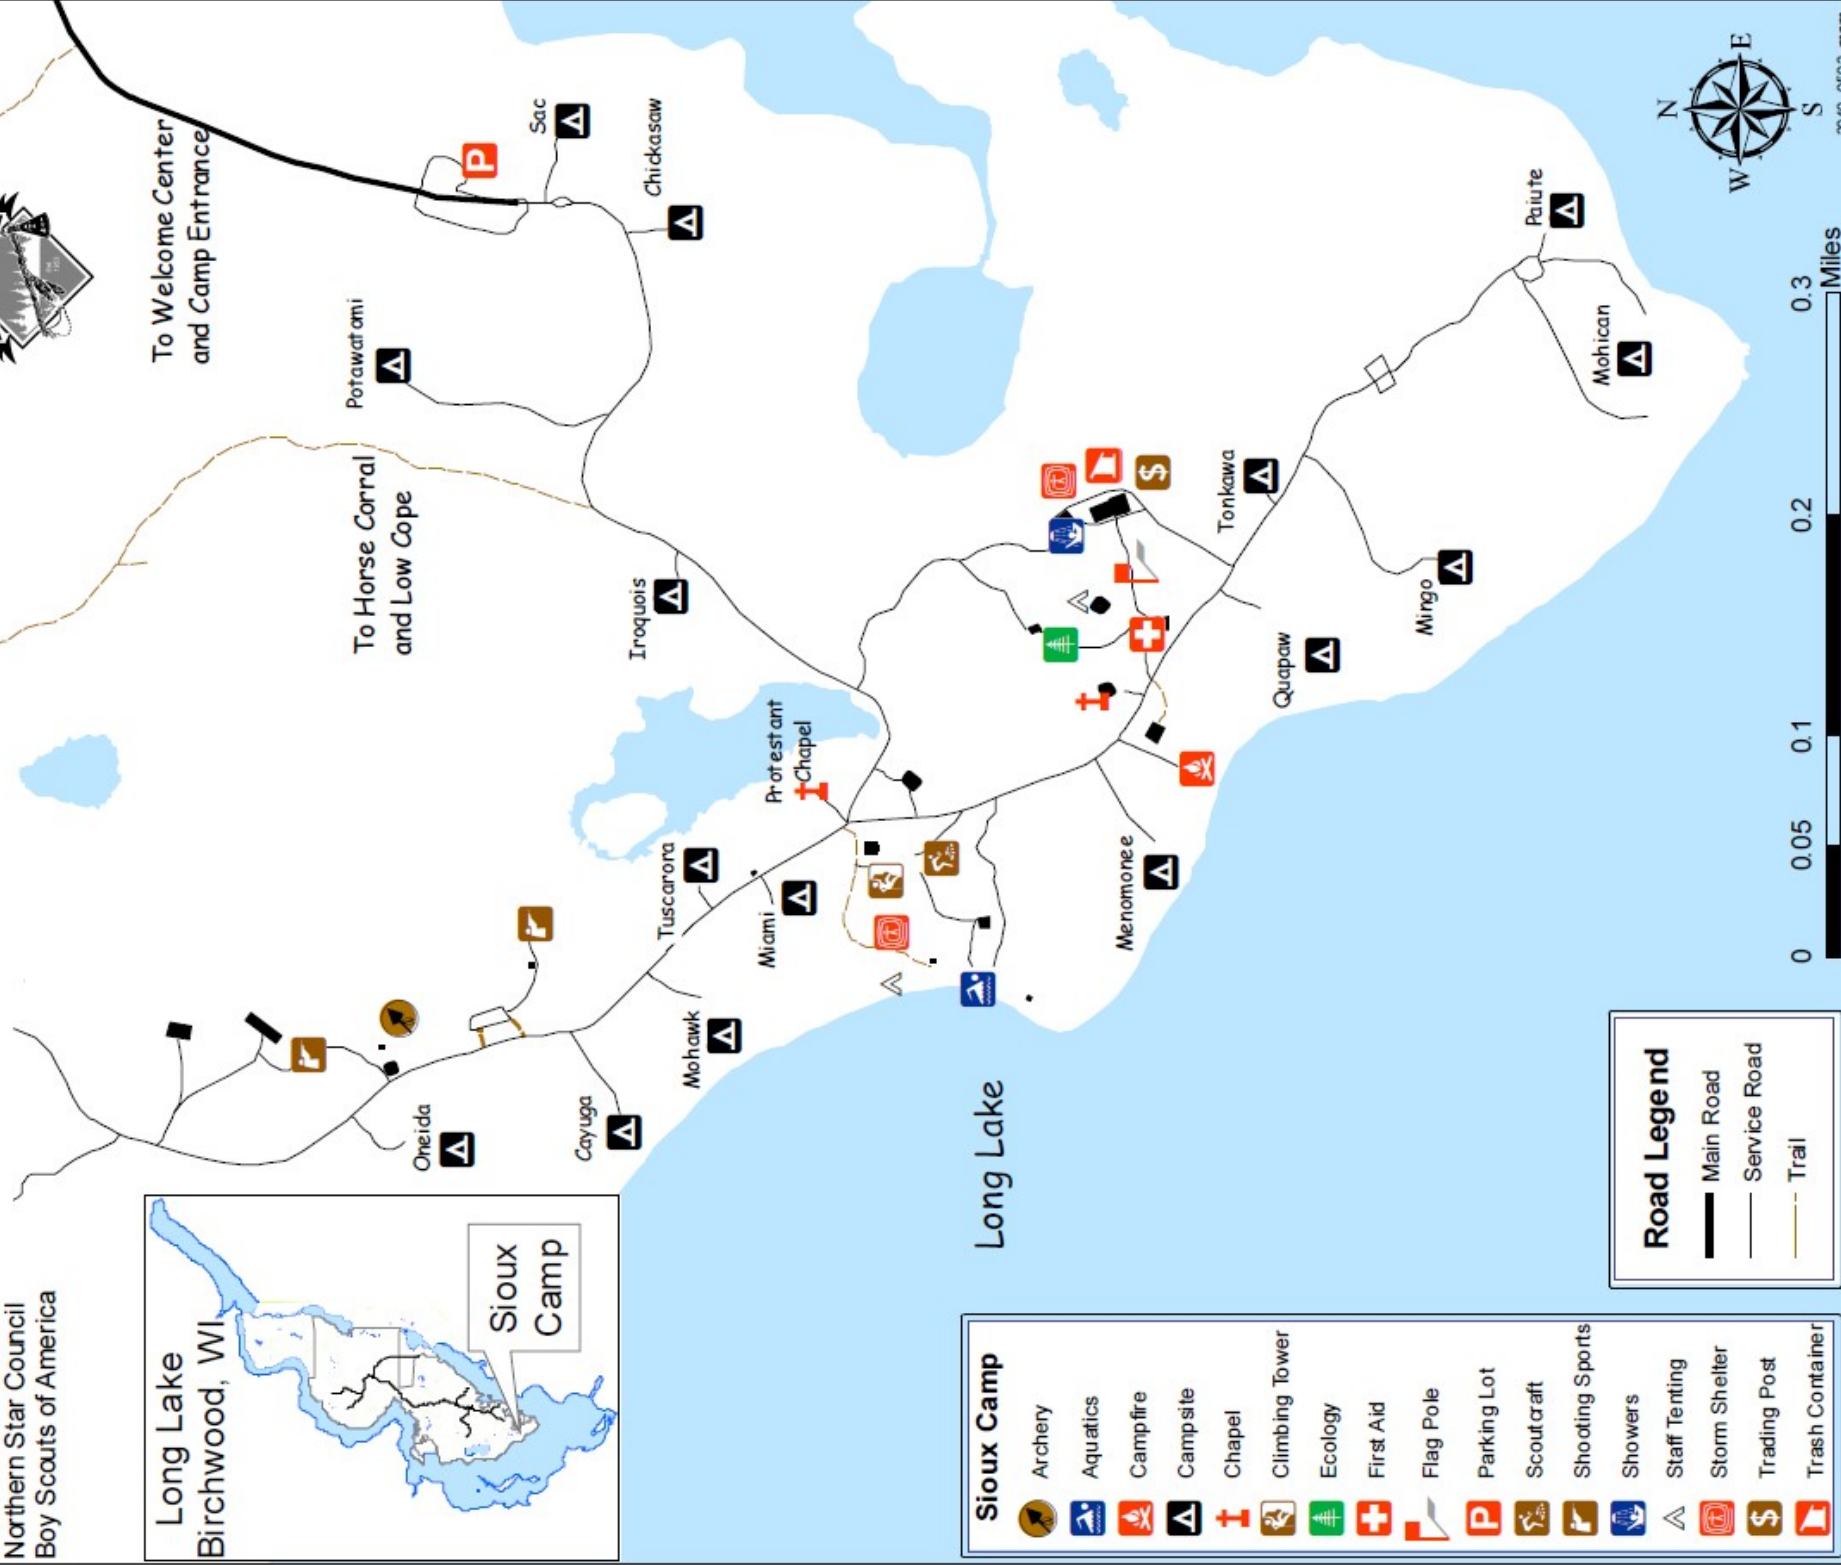 Northern Star Council
Boy Scouts of America
To Welcome Center
and Camp Entrance
Sac
Chickasaw
Potawatomi
To Horse Corral
and Low Cope
Iroquois
Protestant
Chapel
Tuscarora
Miami
Mohawk
Cayuga
Oneida
Menomonee
Quapaw
Mingo
Tonkawa
Mohican
Paiute
Long Lake
Long Lake
Birchwood, WI
Sioux
Camp
N
E
S
W
P
$
0
0.05
0.1
0.2
0.3
Miles
Road Legend
Main Road
Service Road
Trail
Sioux Camp
Archery
Aquatics
Campfire
Campsite
Chapel
Climbing Tower
Ecology
First Aid
Flag Pole
P Parking Lot
Scoutcraft
Shooting Sports
Showers
Staff Tenting
Storm Shelter
$ Trading Post
Trash Container